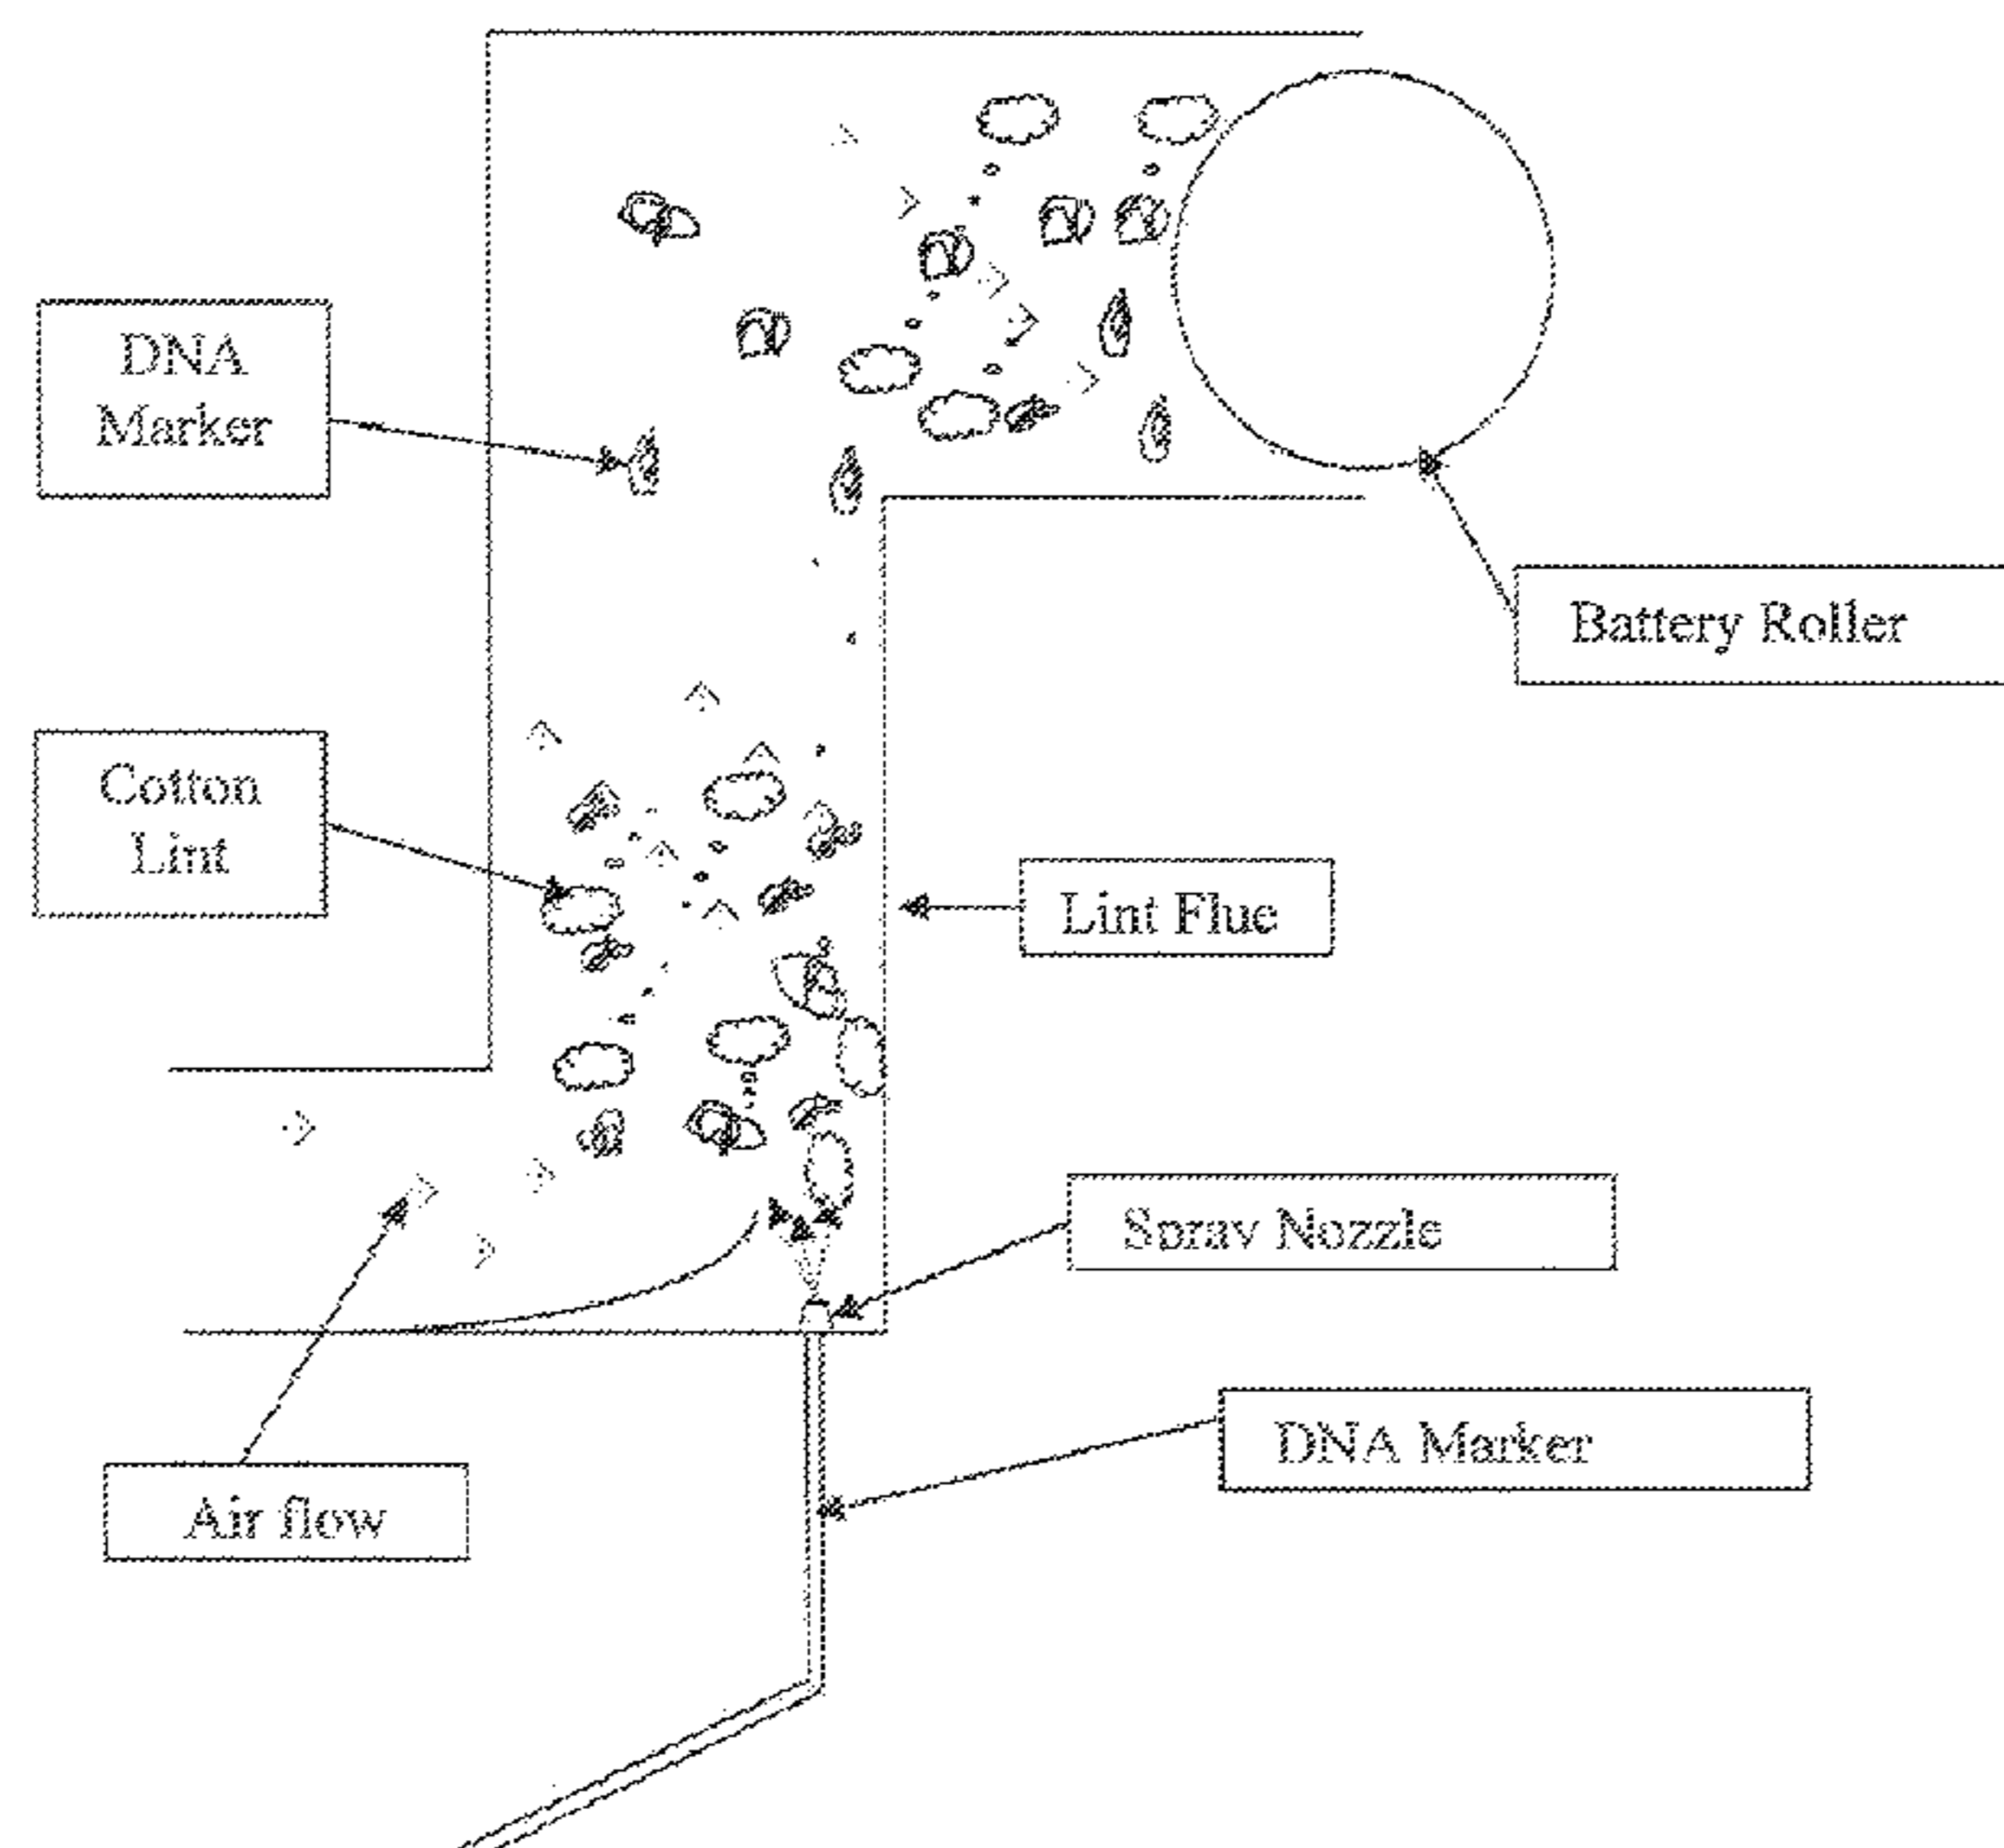 DNA
Marker
Battery Roller
Cotton
Lint
Lint Flue
Spray Nozzle
DNA Marker
Air flow